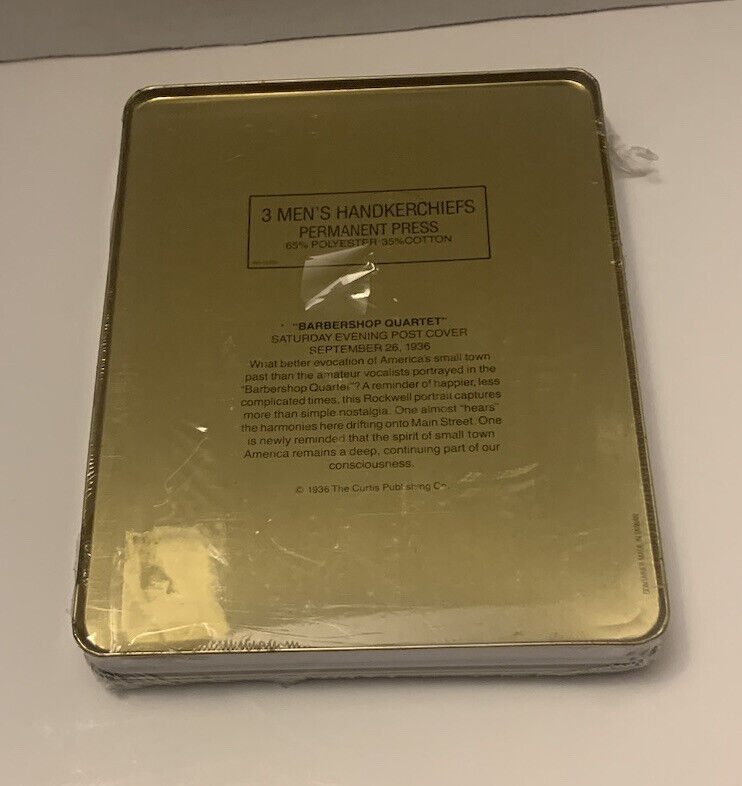 3 MEN'S HANDKERCHIEFS
PERMANENT PRESS
65% POLYESTER 35%COTTON
"BARBERSHOP QUARTET"
SATURDAY EVENING POST COVER
SEPTEMBER 26, 1936
What better evocation of America's small town
past than the amateur vocalists portrayed in the
"Barbershop Quartet"? A reminder of happier, less
complicated times, this Rockwell portrait captures
more than simple nostalgia. One almost "hears"
the harmonies here drifting onto Main Street. One
is newly reminded that the spirit of small town
America remains a deep, continuing part of our
consciousness.
© 1936 The Curtis Publishing Co.
CONTAINER MADE IN TAIWAN